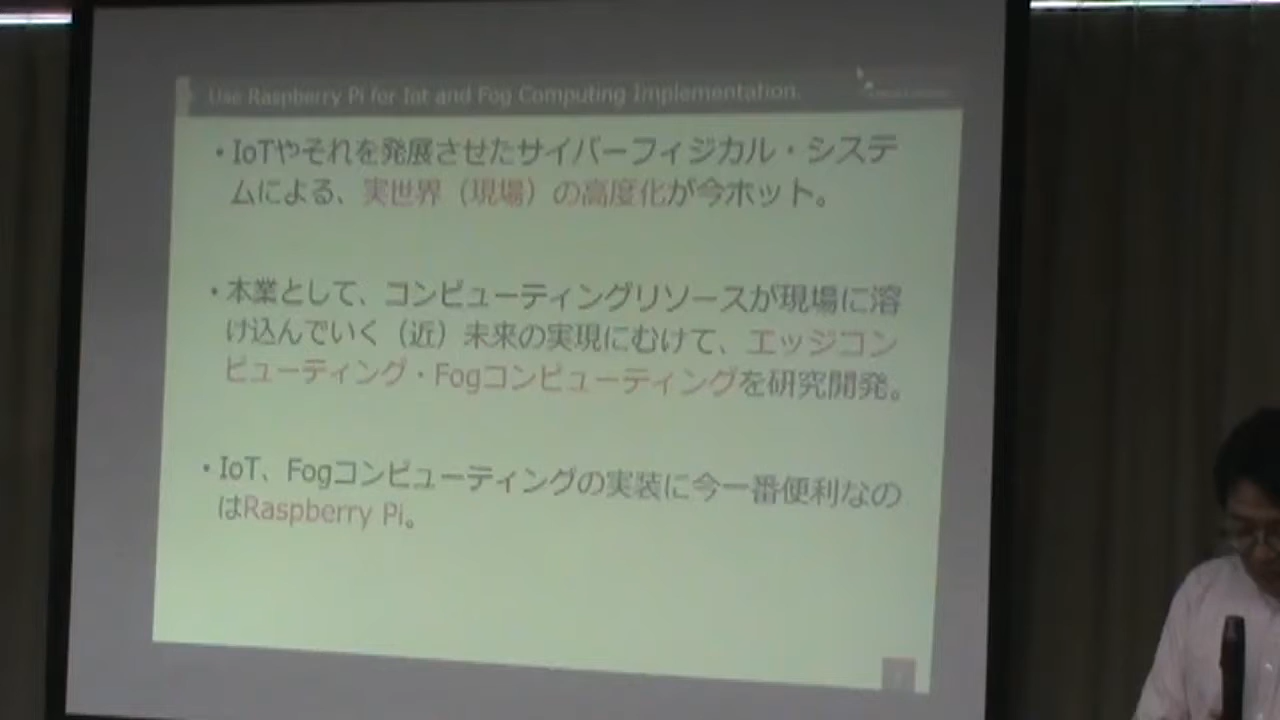 Use Raspberry Pi for Iot and Fog Computing Implementation.
・IoTやそれを発展させたサイバーフィジカル・システ
ムによる、実世界（現場）の高度化が今ホット。
・本業として、コンピューティングリソースが現場に溶
け込んでいく（近）未来の実現にむけて、エッジコン
ピューティング・Fogコンピューティングを研究開発。
・IoT、Fogコンピューティングの実装に今一番便利なの
はRaspberry Pi。